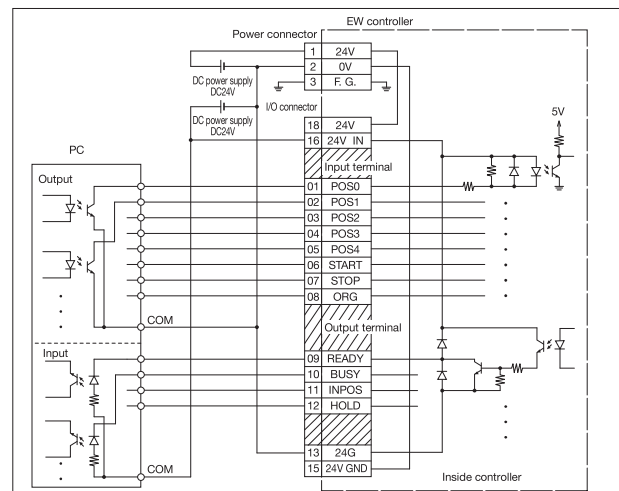 EW controller
Power connector
1 24V
2 0V
3 F. G.
DC power supply
DC24V
I/O connector
DC power supply
DC24V
18 24V
16 24V IN
5V
PC
Input terminal
Output
01 POS0
02 POS1
03 POS2
04 POS3
05 POS4
06 START
07 STOP
08 ORG
COM
Output terminal
Input
09 READY
10 BUSY
11 INPOS
12 HOLD
13 24G
15 24V GND
COM
Inside controller